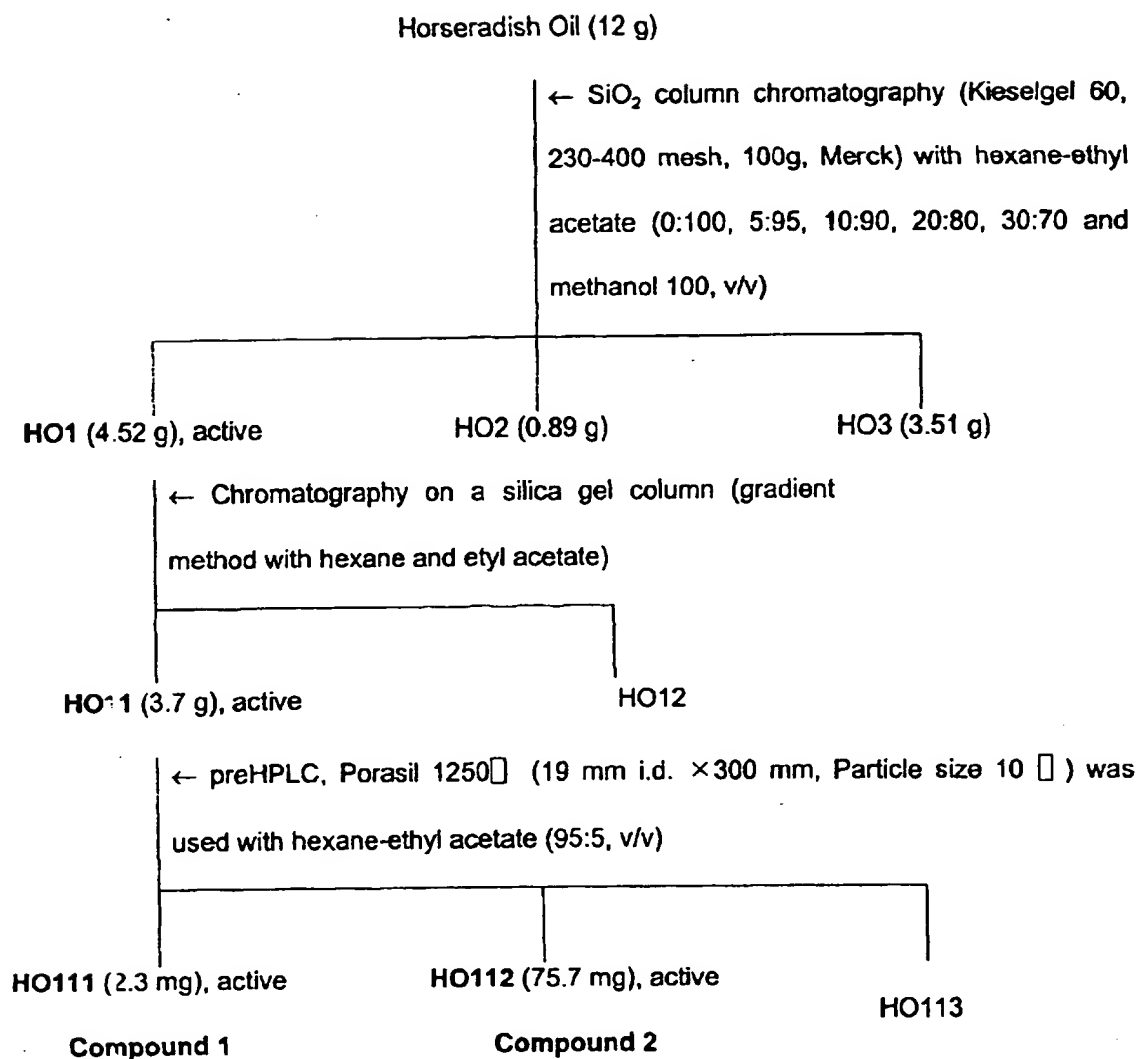 Horseradish Oil (12 g)
← SiO₂ column chromatography (Kieselgel 60,
230-400 mesh, 100g, Merck) with hexane-ethyl
acetate (0:100, 5:95, 10:90, 20:80, 30:70 and
methanol 100, v/v)
HO1 (4.52 g), active
HO2 (0.89 g)
HO3 (3.51 g)
← Chromatography on a silica gel column (gradient
method with hexane and etyl acetate)
HO11 (3.7 g), active
HO12
← preHPLC, Porasil 1250▯ (19 mm i.d. ×300 mm, Particle size 10 ▯ ) was
used with hexane-ethyl acetate (95:5, v/v)
HO111 (2.3 mg), active
HO112 (75.7 mg), active
HO113
Compound 1
Compound 2